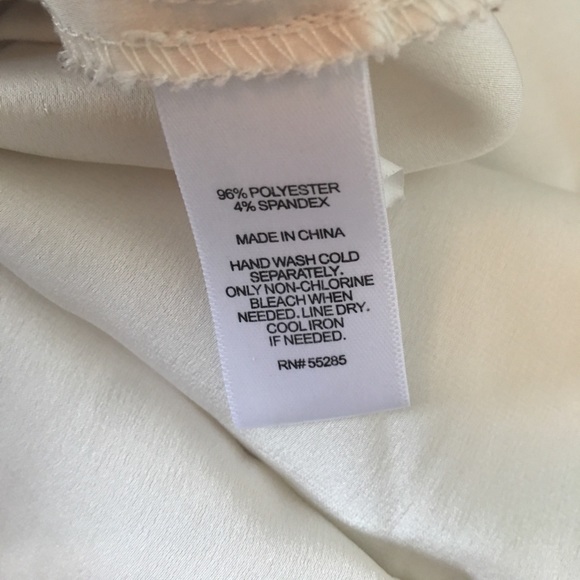 96% POLYESTER
4% SPANDEX
MADE IN CHINA
HAND WASH COLD
SEPARATELY.
ONLY NON-CHLORINE
BLEACH WHEN
NEEDED. LINE DRY.
COOL IRON
IF NEEDED.
RN# 55285